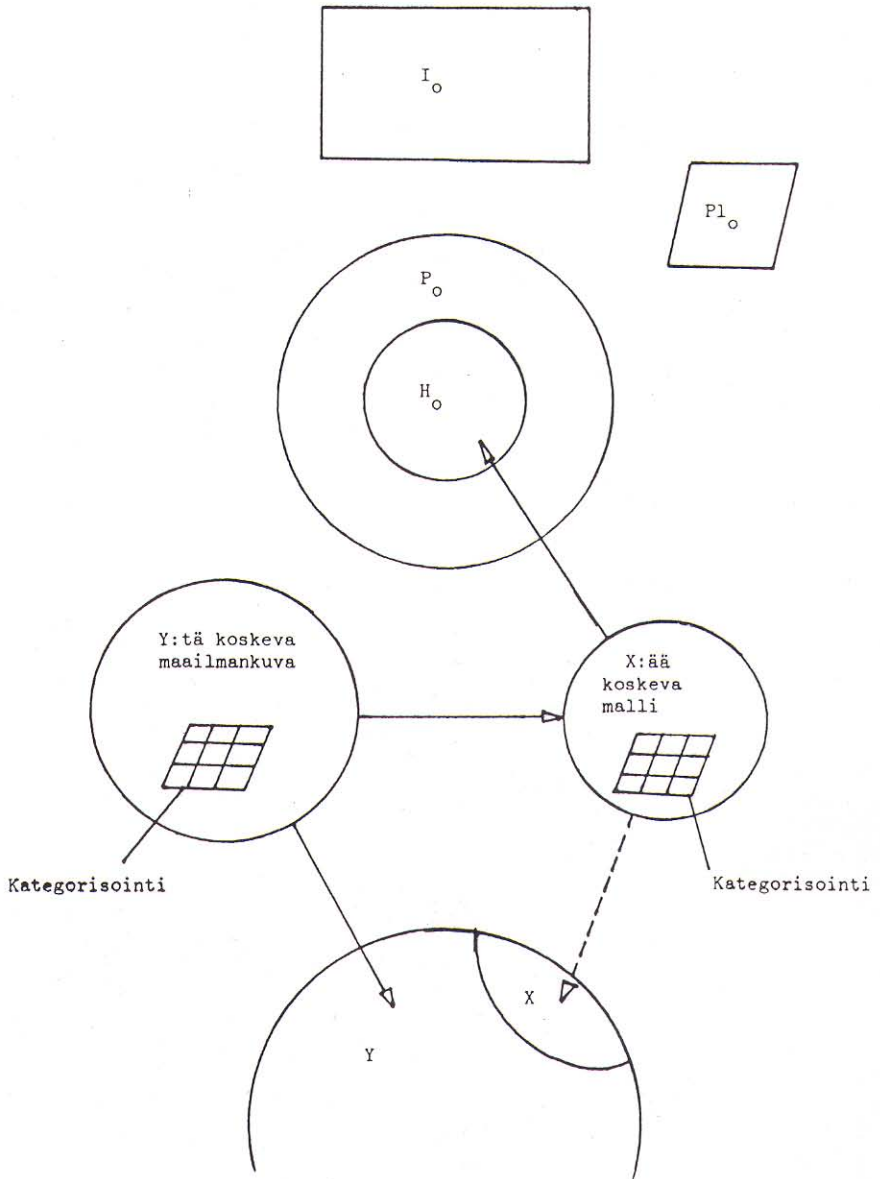 I
Pl
P
H
Y:tä koskeva
maailmankuva
X:ää
koskeva
malli
Kategorisointi
Kategorisointi
X
Y